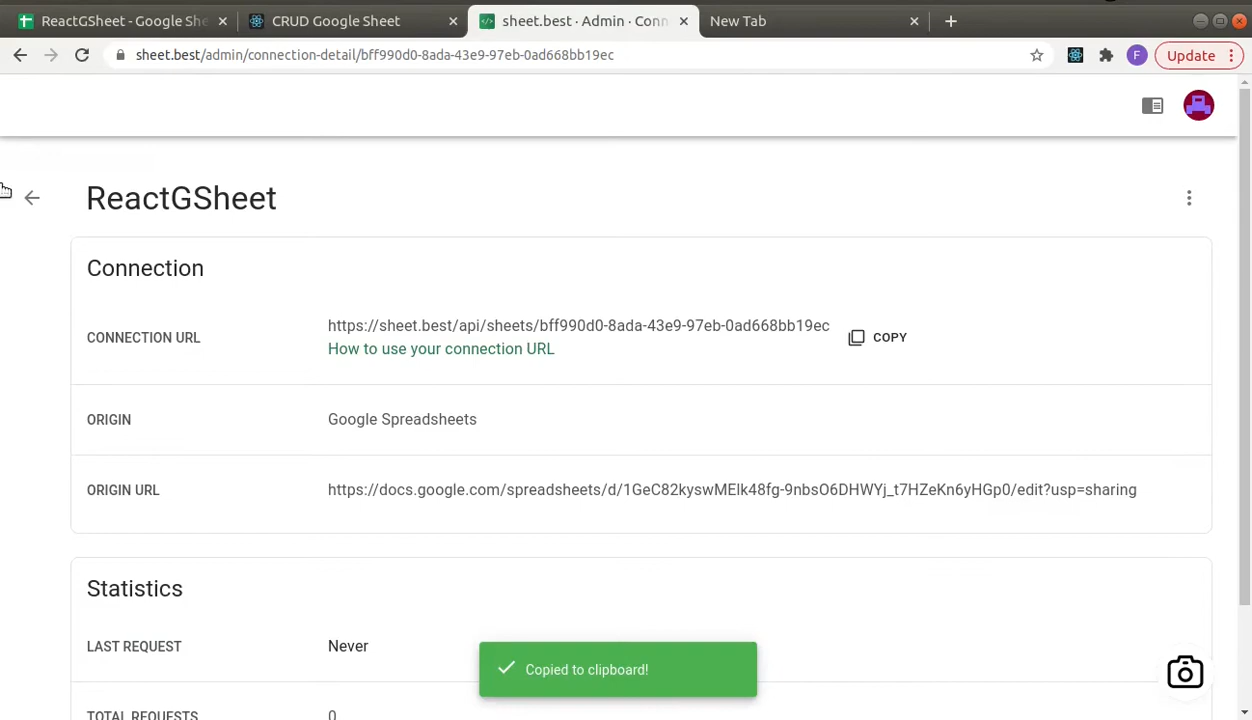 ReactGSheet - Google She
CRUD Google Sheet
sheet.best · Admin · Conn
New Tab
sheet.best/admin/connection-detail/bff990d0-8ada-43e9-97eb-0ad668bb19ec
F
Update
ReactGSheet
Connection
CONNECTION URL
https://sheet.best/api/sheets/bff990d0-8ada-43e9-97eb-0ad668bb19ec
COPY
How to use your connection URL
ORIGIN
Google Spreadsheets
ORIGIN URL
https://docs.google.com/spreadsheets/d/1GeC82kyswMElk48fg-9nbsO6DHWYj_t7HZeKn6yHGp0/edit?usp=sharing
Statistics
LAST REQUEST
Never
Copied to clipboard!
TOTAL REQUESTS
0